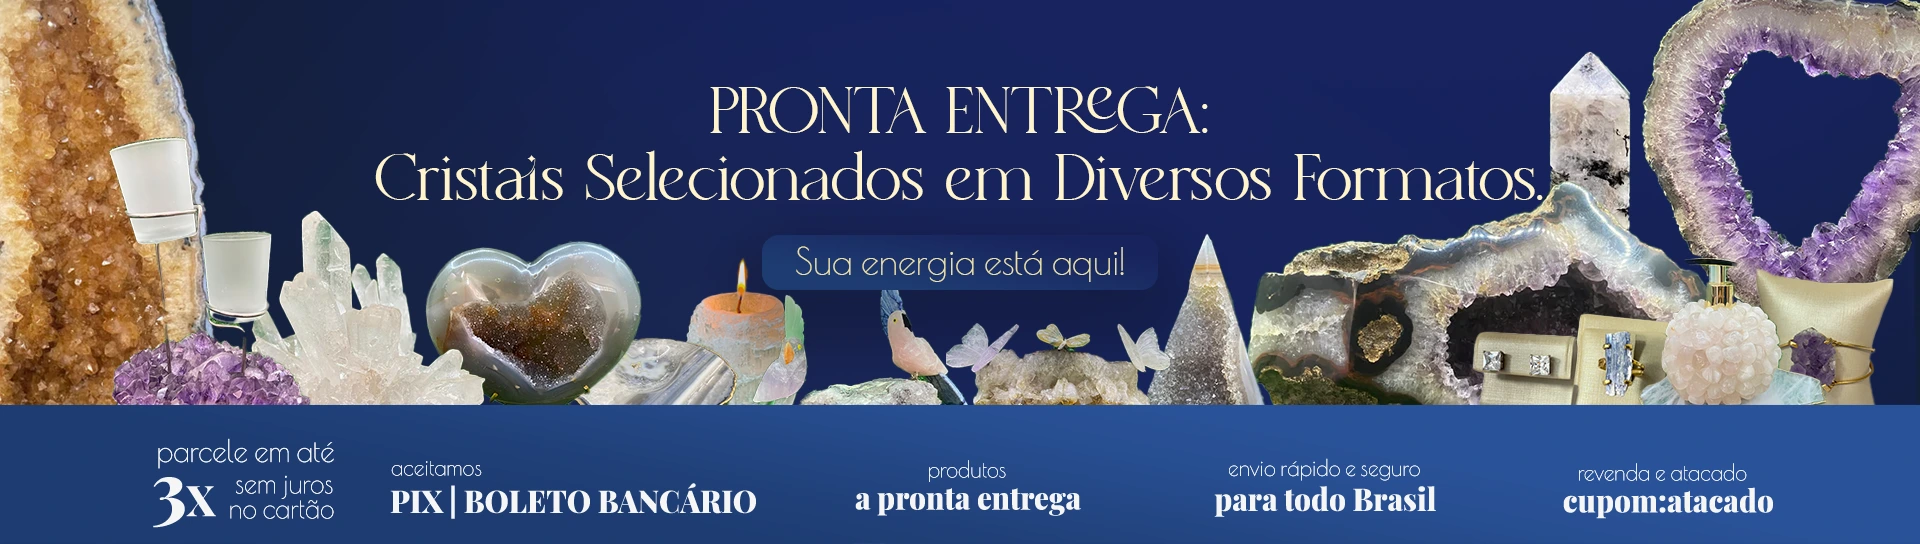 PRONTA ENTREGA:
Cristais Selecionados em Diversos Formatos.
Sua energia está aqui!
parcele em até
3x sem juros
no cartão
aceitamos
PIX | BOLETO BANCÁRIO
produtos
a pronta entrega
envio rápido e seguro
para todo Brasil
revenda e atacado
cupom:atacado